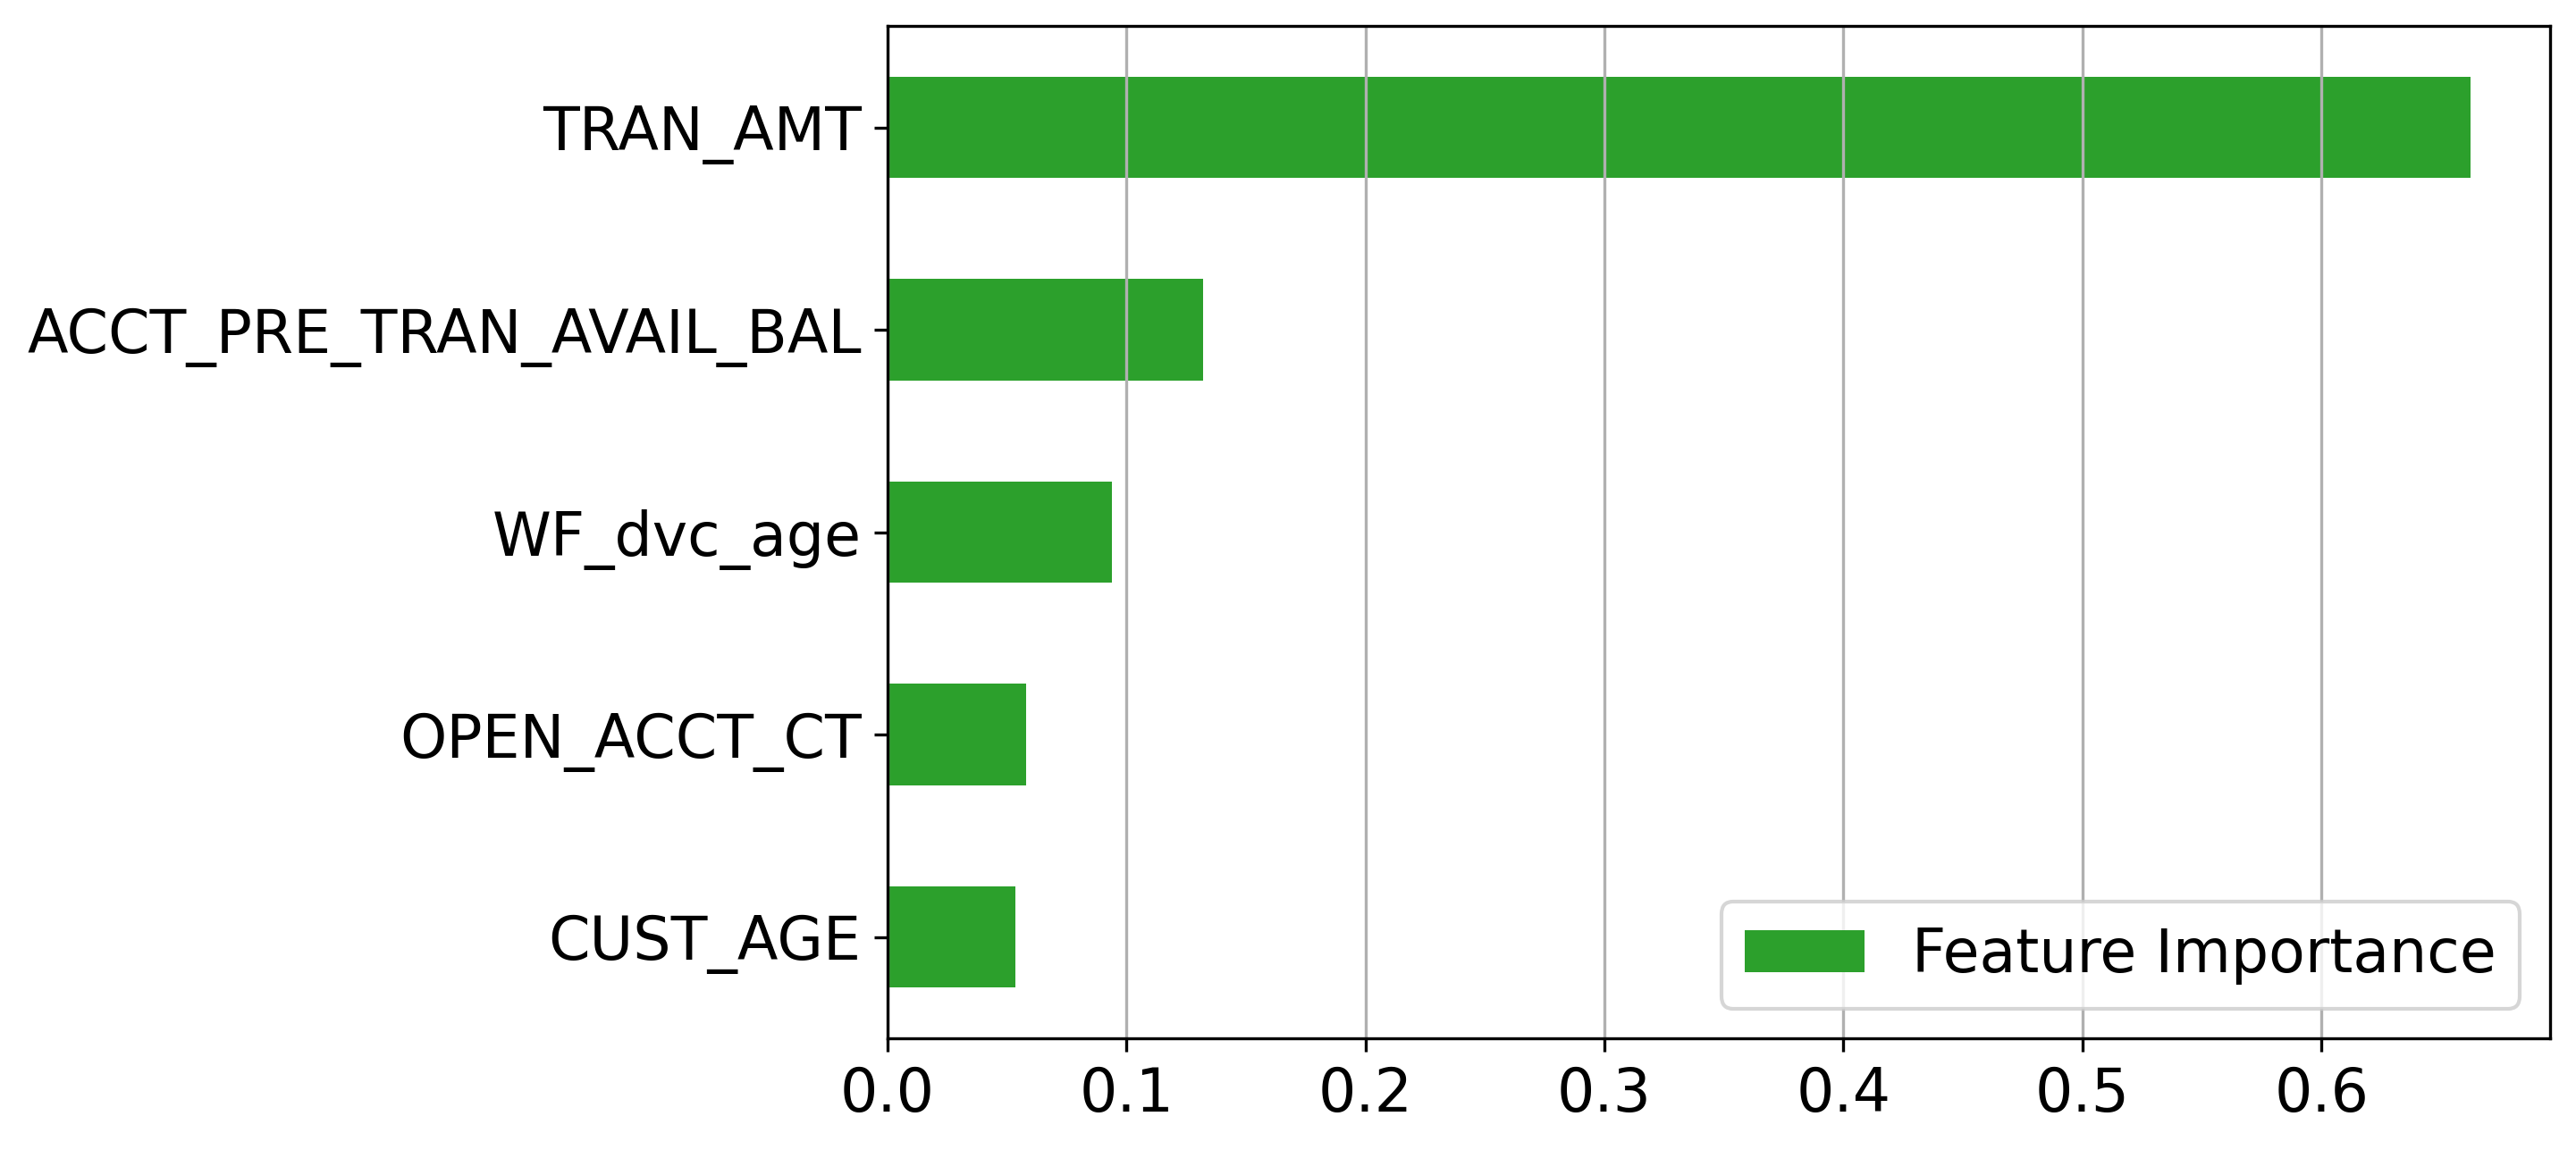 TRAN_AMT
ACCT_PRE_TRAN_AVAIL_BAL
WF_dvc_age
OPEN_ACCT_CT
CUST_AGE
Feature Importance
0.0 0.1 0.2 0.3 0.4 0.5 0.6